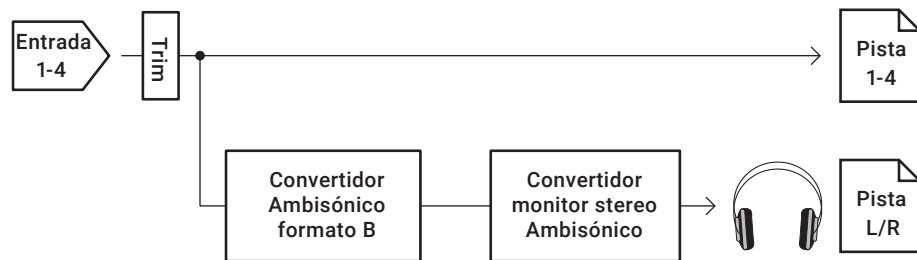 Entrada
1-4
Trim
Pista
1-4
Convertidor
Ambisónico
formato B
Convertidor
monitor stereo
Ambisónico
Pista
L/R